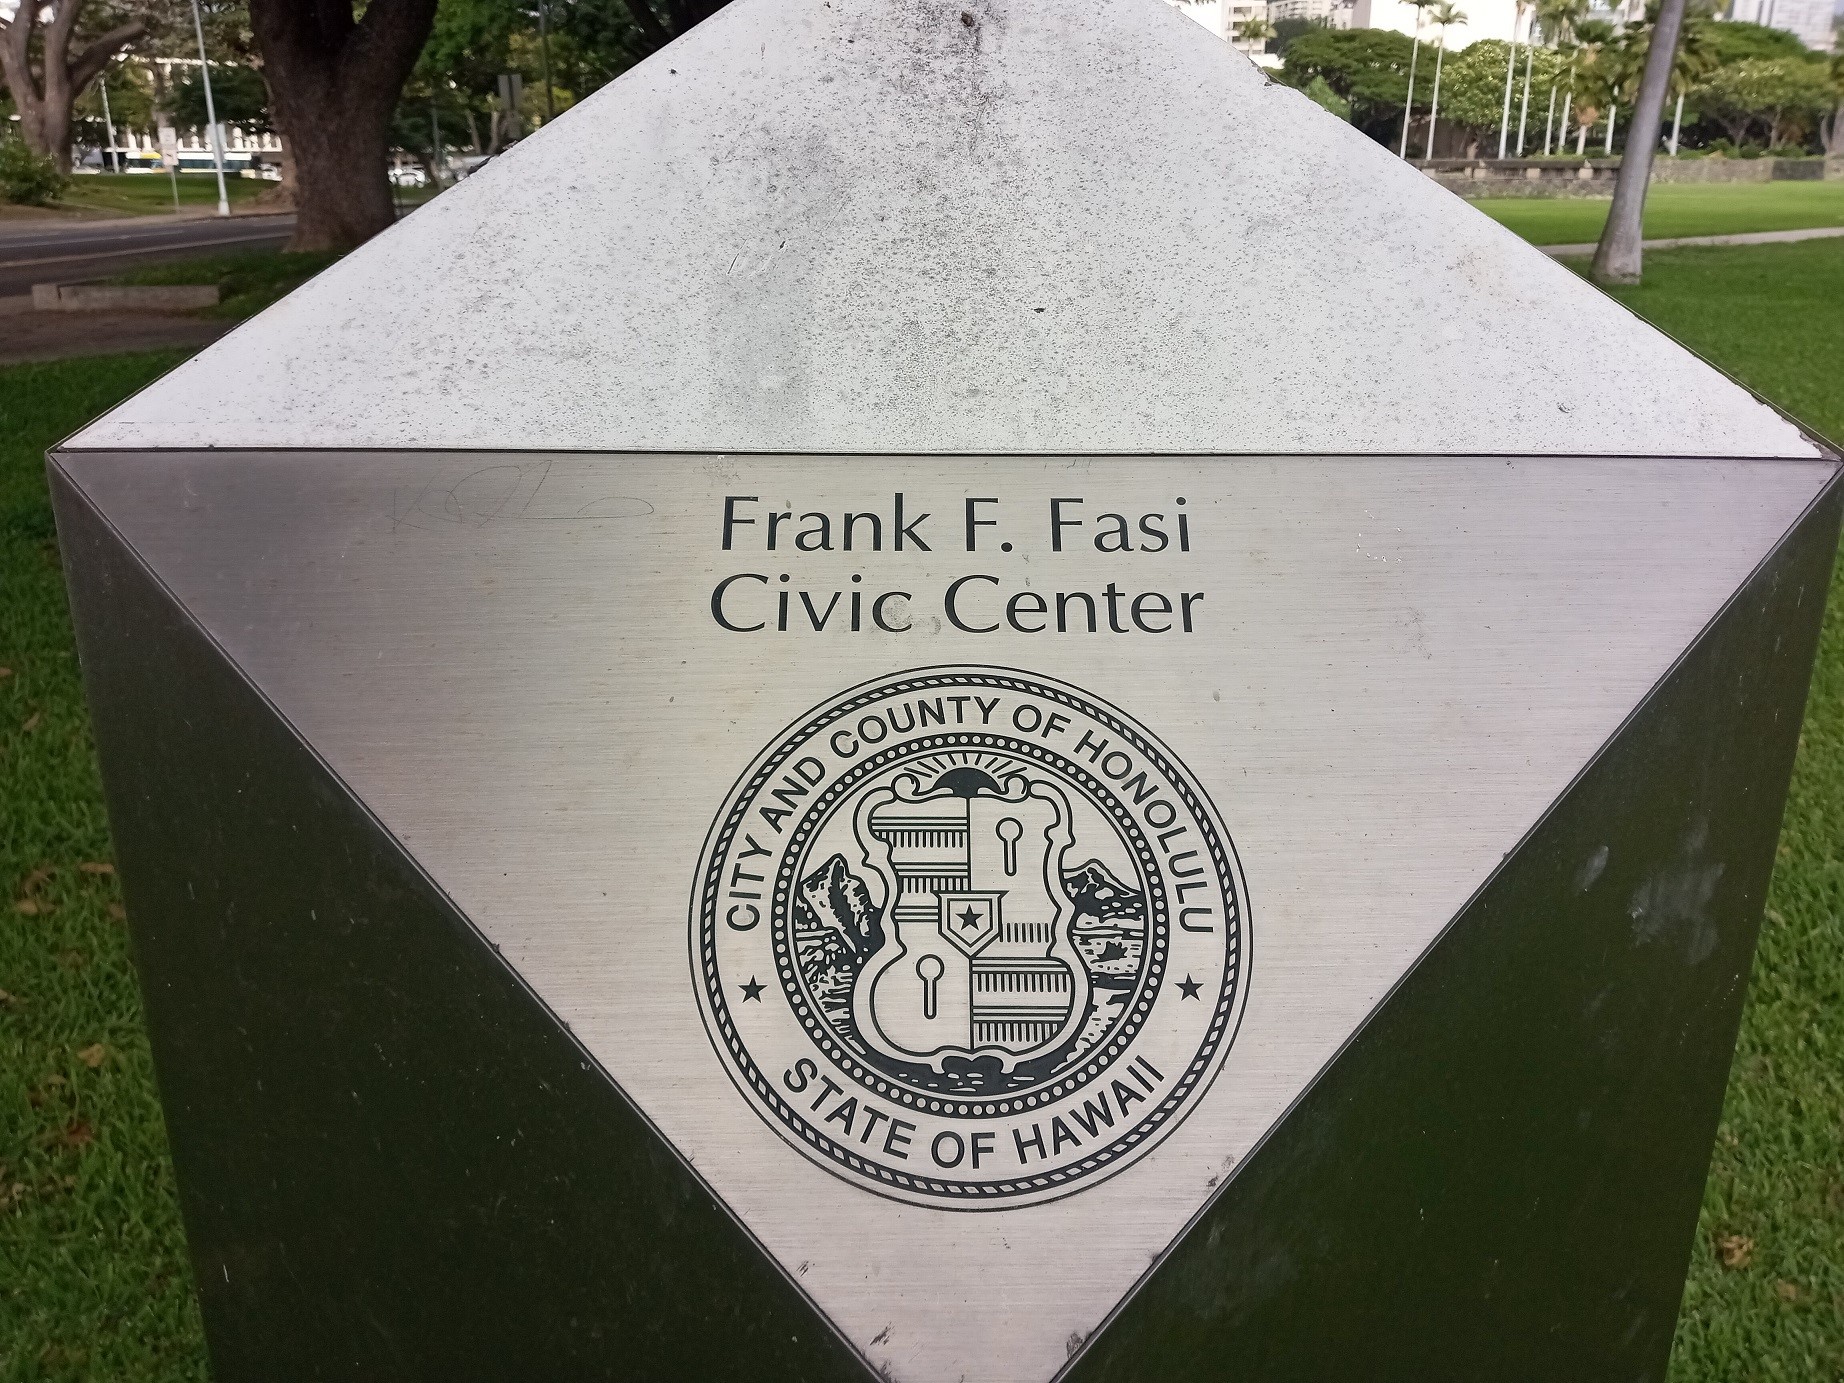 Frank F. Fasi
Civic Center
CITY AND COUNTY OF HONOLULU
STATE OF HAWAII